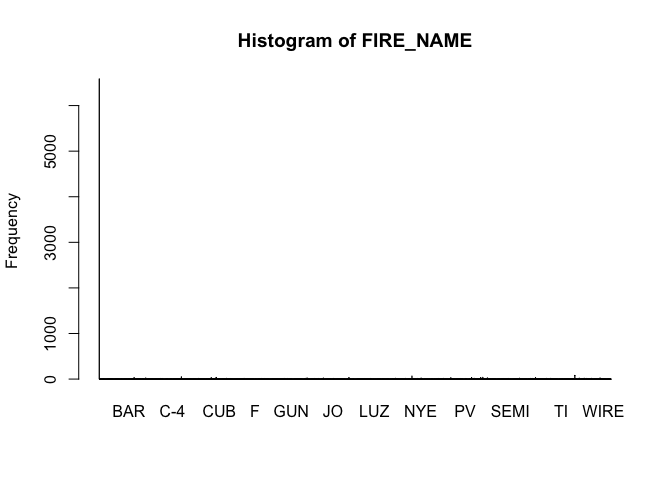 Histogram of FIRE_NAME
Frequency
5000
3000
1000
0
BAR C-4 CUB F GUN JO LUZ NYE PV SEMI TI WIRE